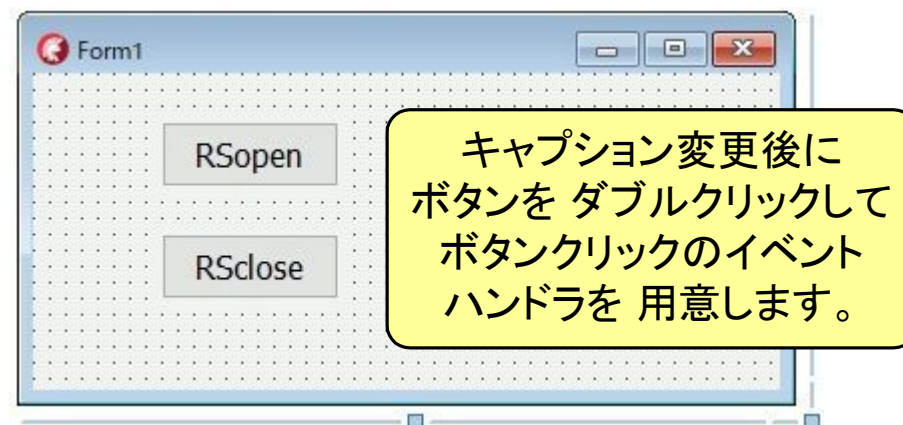 Form1
RSopen
RSclose
キャプション変更後に
ボタンを ダブルクリックして
ボタンクリックのイベント
ハンドラを 用意します。